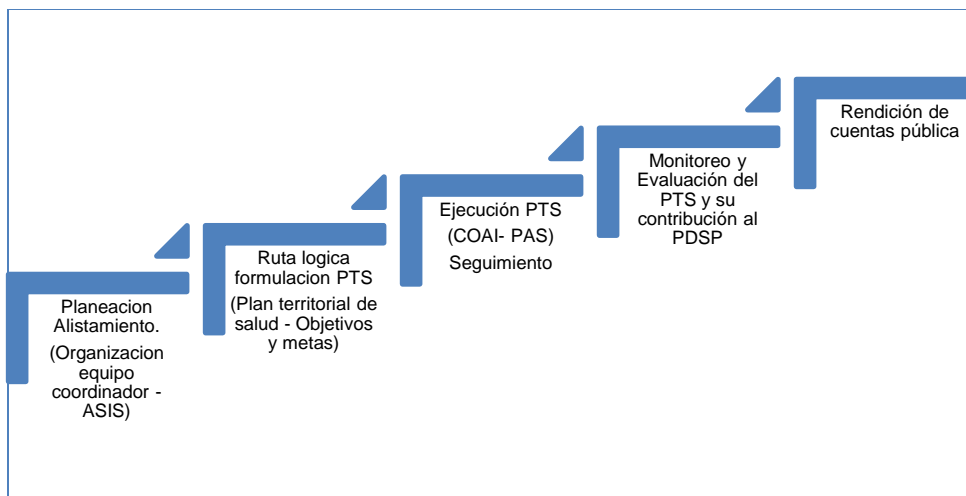 Planeacion
Alistamiento.
(Organizacion
equipo
coordinador -
ASIS)
Ruta logica
formulacion PTS
(Plan territorial de
salud - Objetivos
y metas)
Ejecución PTS
(COAI- PAS)
Seguimiento
Monitoreo y
Evaluación del
PTS y su
contribución al
PDSP
Rendición de
cuentas pública